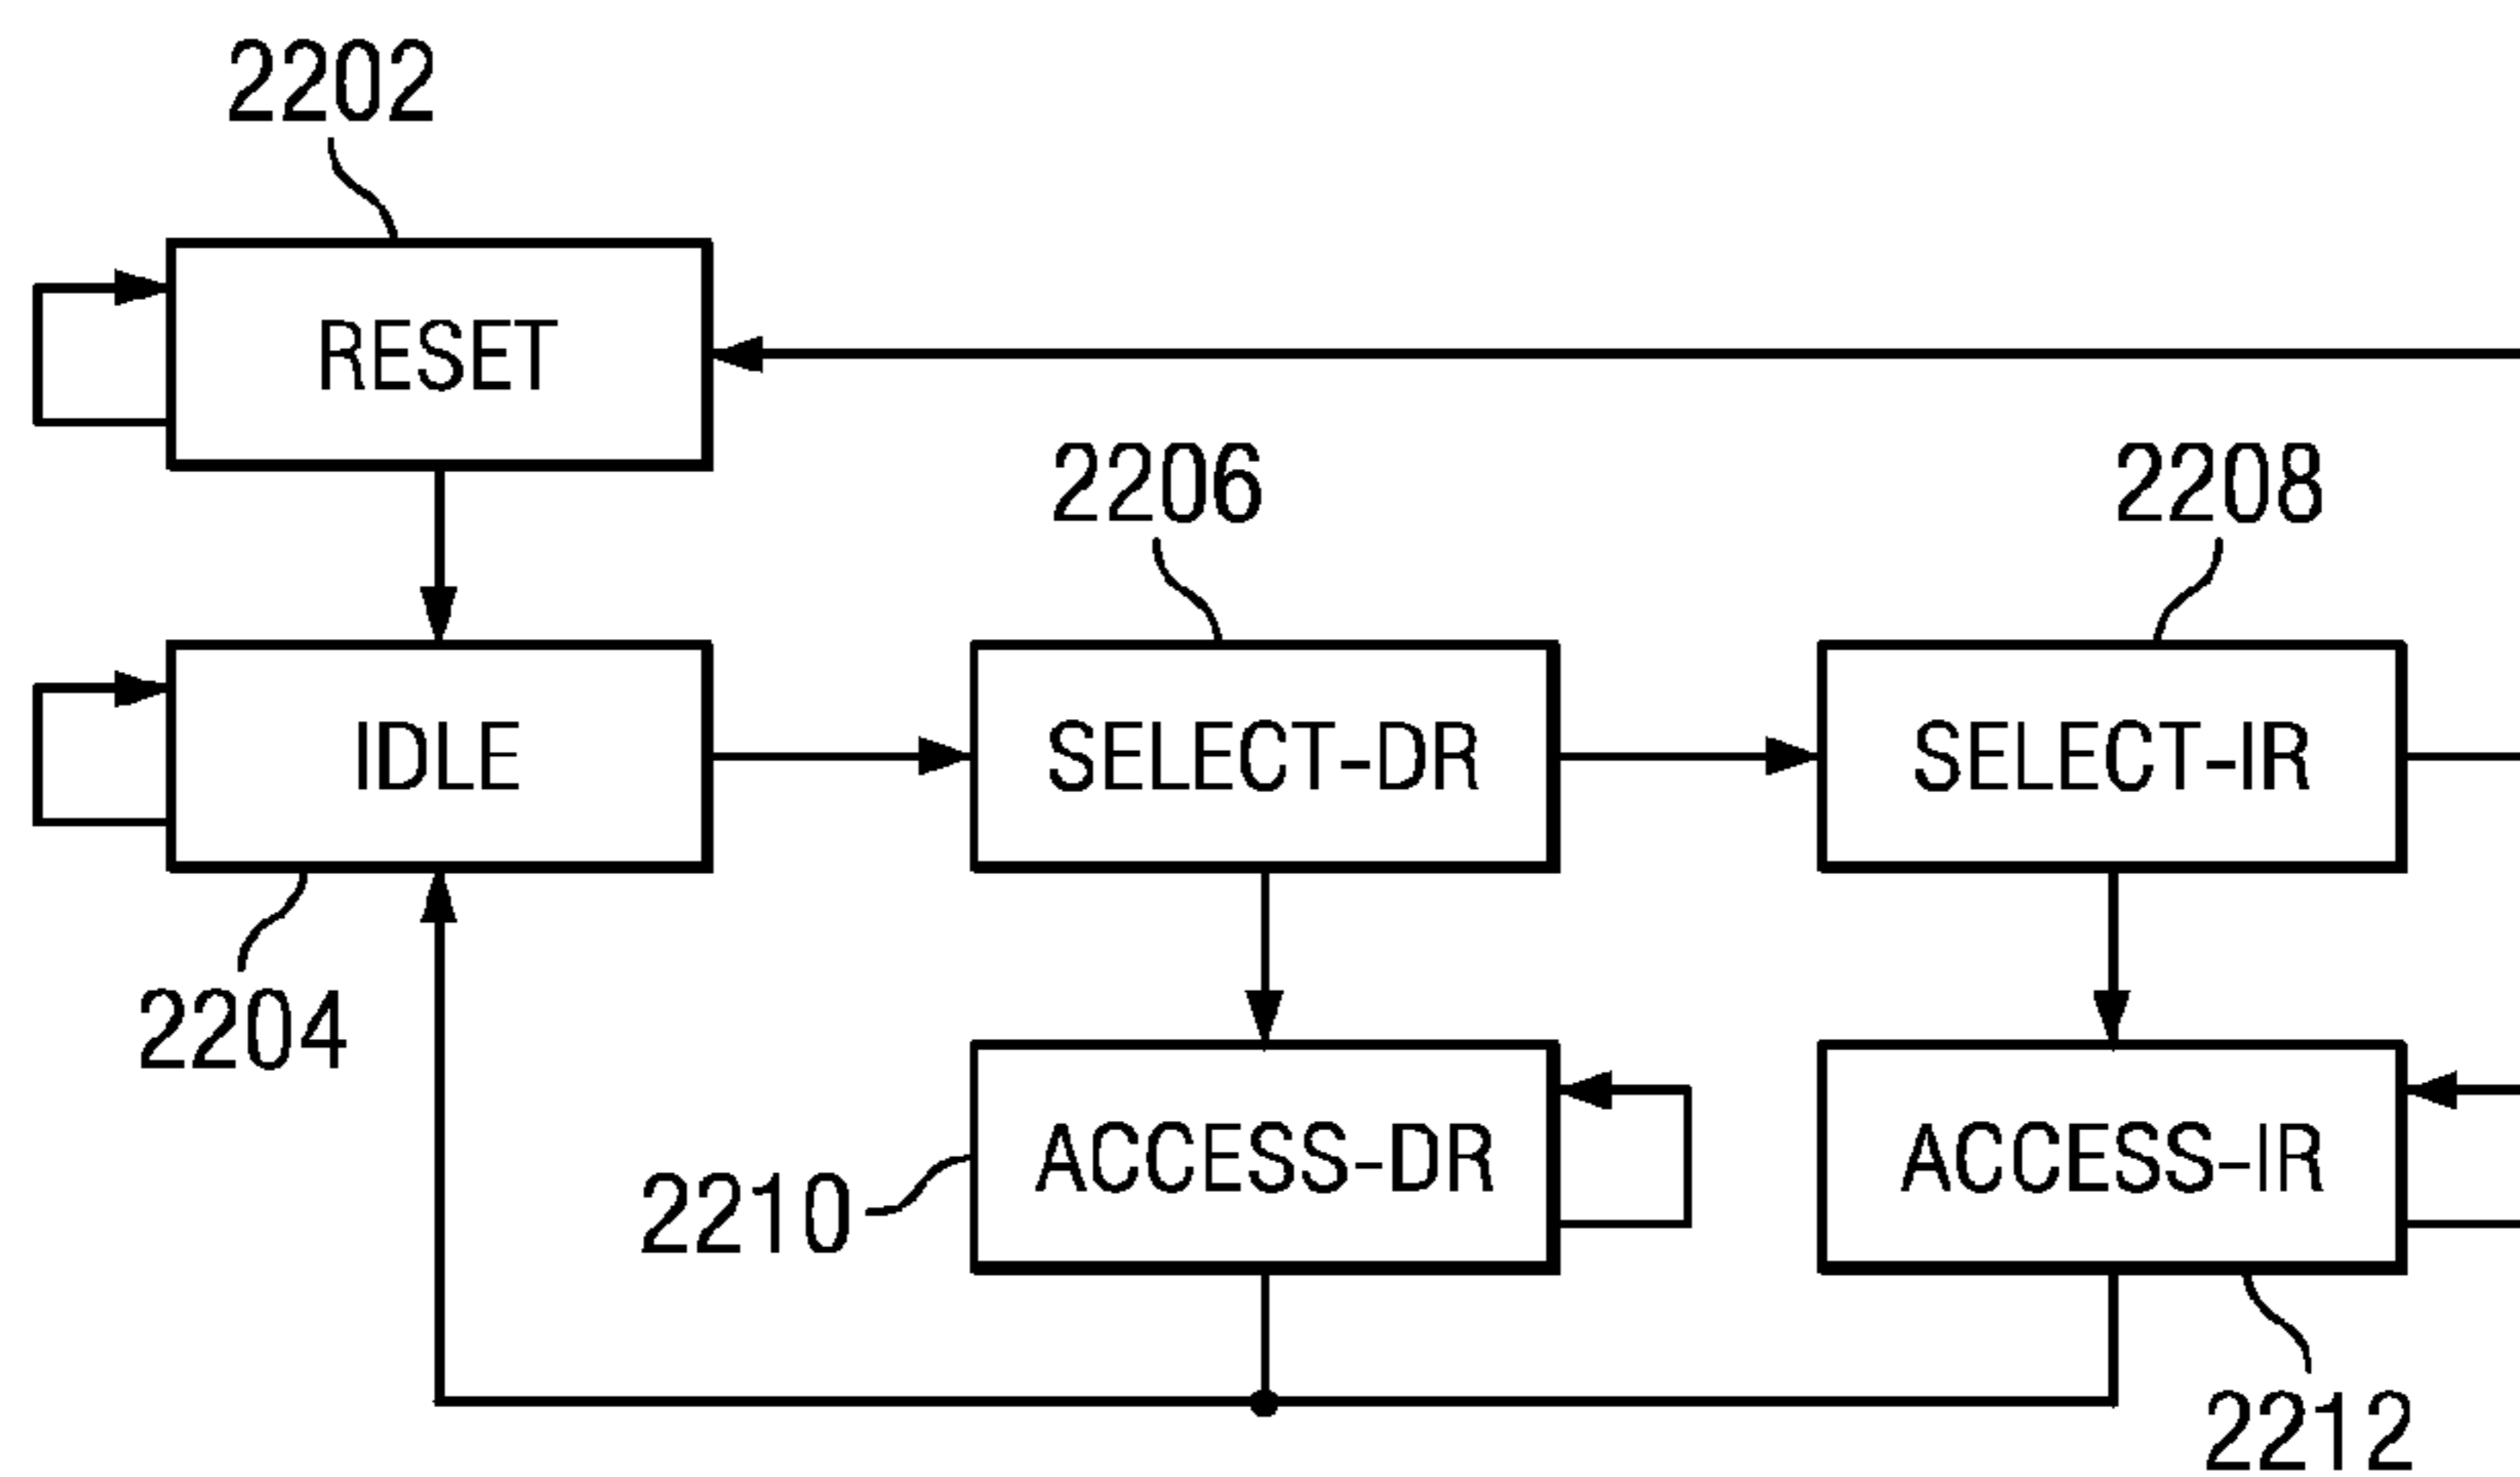 2202
RESET
2206
2208
IDLE
SELECT-DR
SELECT-IR
2204
ACCESS-DR
ACCESS-IR
2210
2212